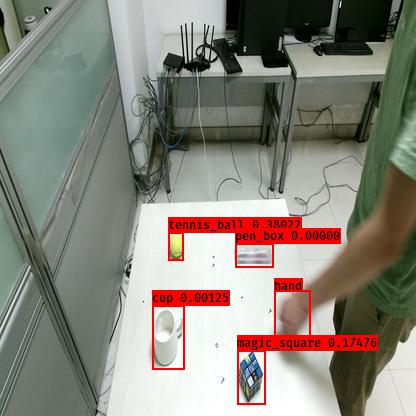 tennis_ball 0.38022
pen_box 0.00000
hand
cup 0.00125
magic_square 0.17476